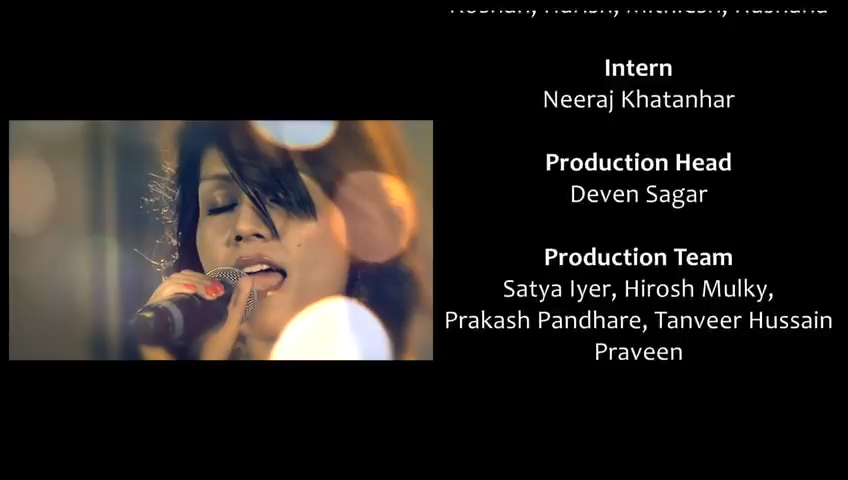 Intern
Neeraj Khatanhar
Production Head
Deven Sagar
Production Team
Satya Iyer, Hirosh Mulky,
Prakash Pandhare, Tanveer Hussain
Praveen